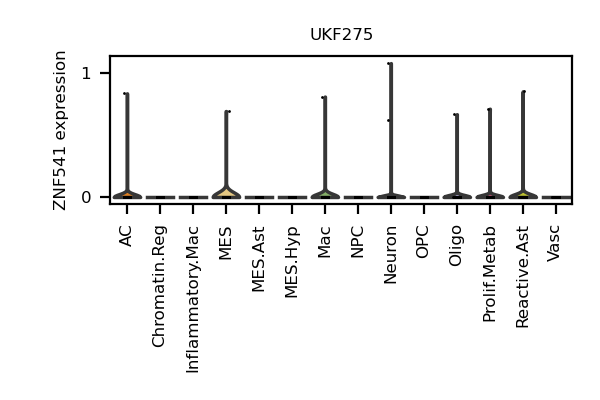 UKF275
ZNF541 expression
1
0
AC
Chromatin.Reg
Inflammatory.Mac
MES
MES.Ast
MES.Hyp
Mac
NPC
Neuron
OPC
Oligo
Prolif.Metab
Reactive.Ast
Vasc